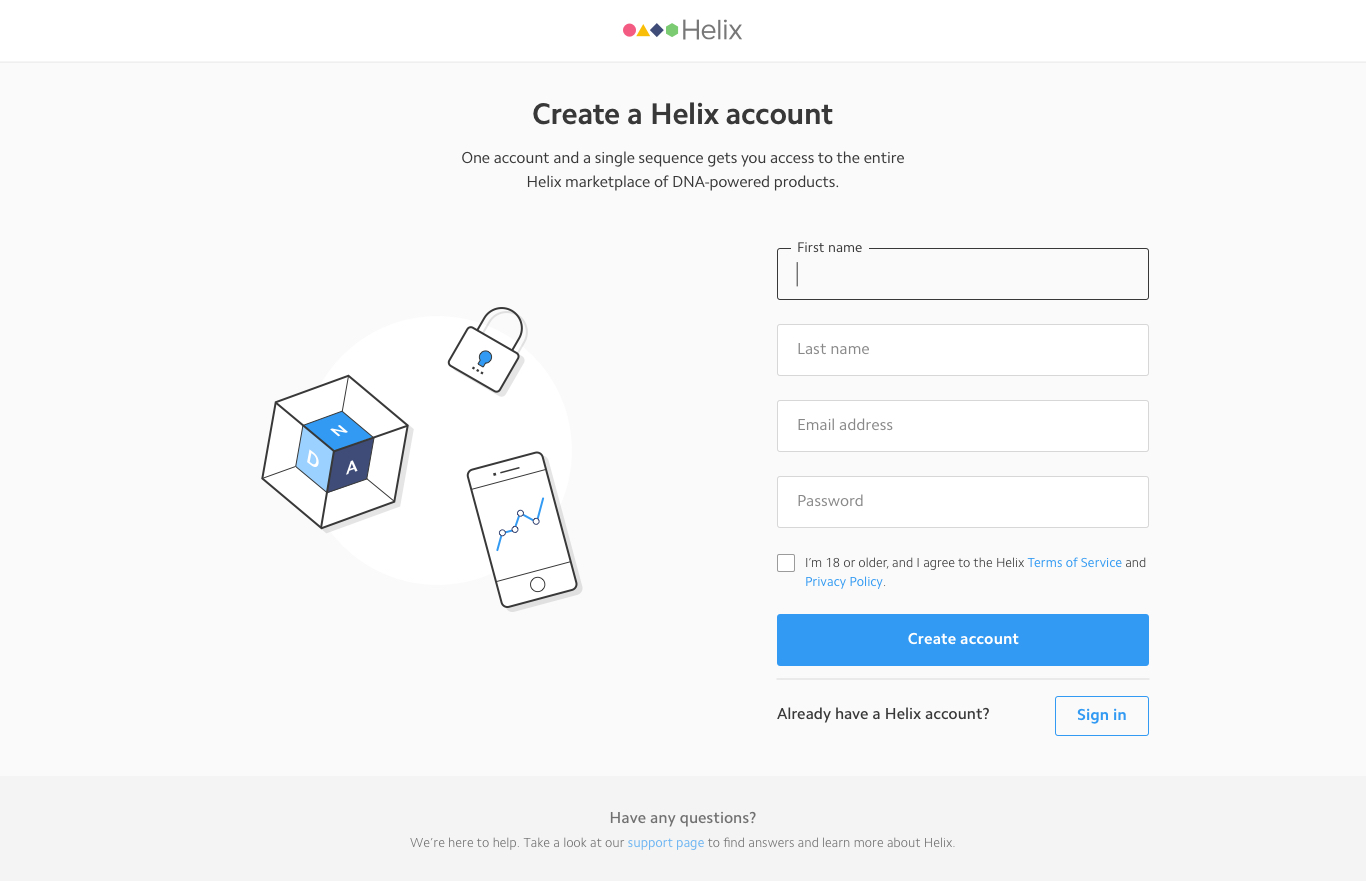 Helix
Create a Helix account
One account and a single sequence gets you access to the entire
Helix marketplace of DNA-powered products.
First name
Last name
Email address
Password
N
D
A
I'm 18 or older, and I agree to the Helix Terms of Service and
Privacy Policy.
Create account
Already have a Helix account?
Sign in
Have any questions?
We're here to help. Take a look at our support page to find answers and learn more about Helix.